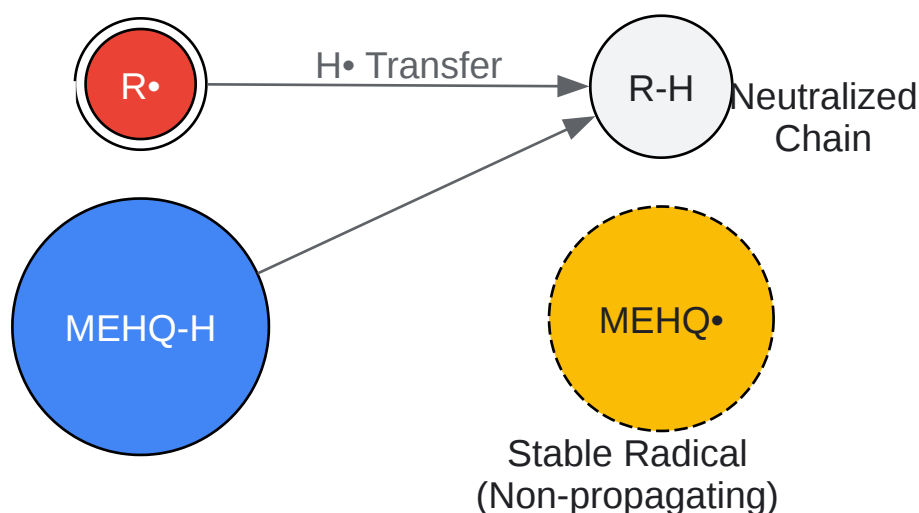 R•
H• Transfer
R-H
Neutralized
Chain
MEHQ-H
MEHQ•
Stable Radical
(Non-propagating)